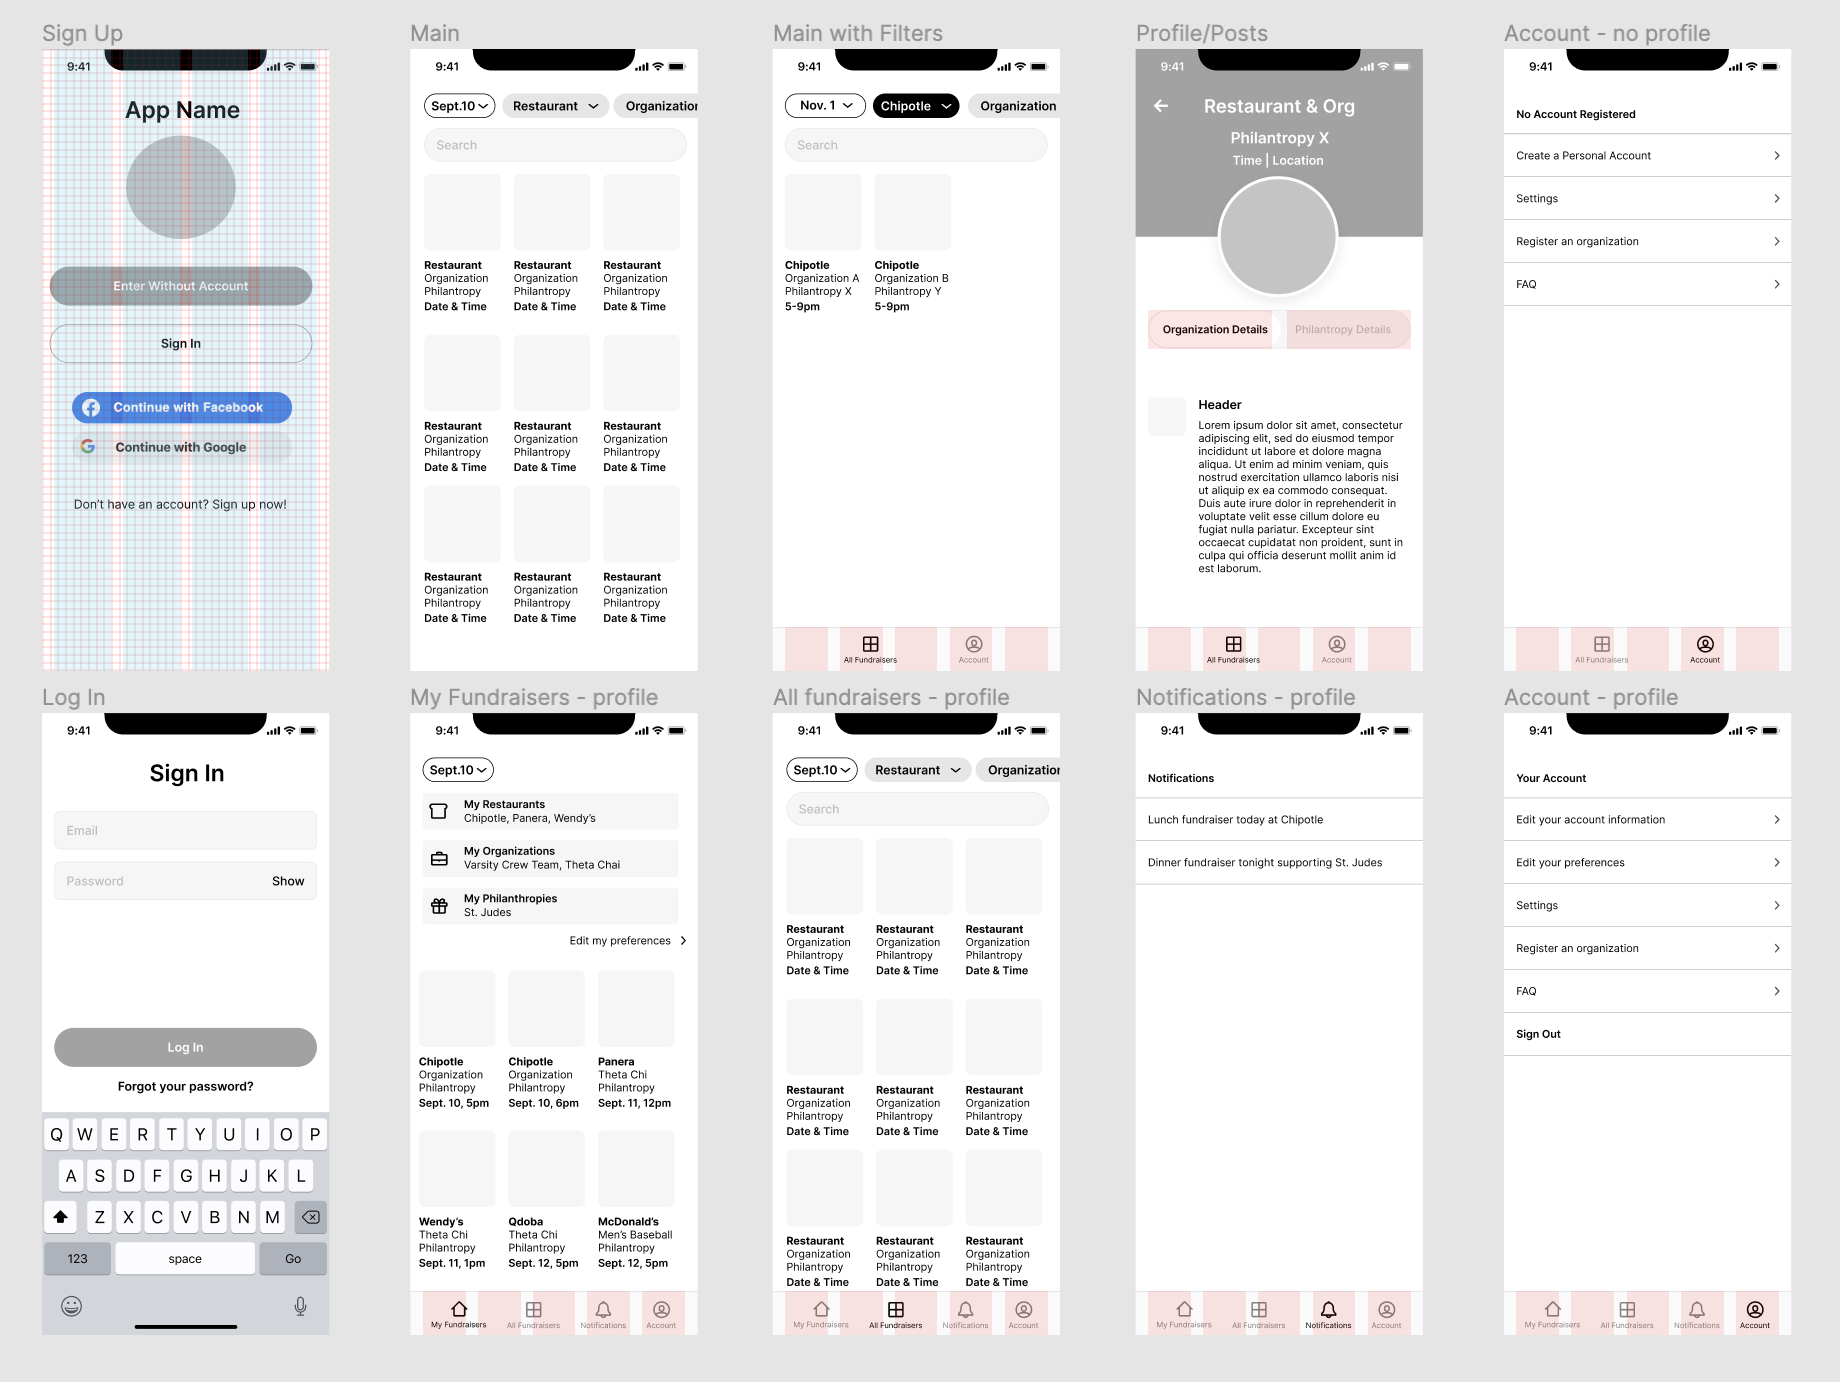 Sign Up
9:41
App Name
Enter Without Account
Sign In
Continue with Facebook
Continue with Google
Don't have an account? Sign up now!
Main
9:41
Sept.10
Restaurant
Organization
Search
Restaurant Restaurant Restaurant
Organization Organization Organization
Philantropy Philantropy Philantropy
Date & Time Date & Time Date & Time
Restaurant Restaurant Restaurant
Organization Organization Organization
Philantropy Philantropy Philantropy
Date & Time Date & Time Date & Time
Restaurant Restaurant Restaurant
Organization Organization Organization
Philantropy Philantropy Philantropy
Date & Time Date & Time Date & Time
Main with Filters
9:41
Nov. 1
Chipotle
Organization
Search
Chipotle Chipotle
Organization A Organization B
Philantropy X Philantropy Y
5-9pm 5-9pm
All Fundraisers Account
Profile/Posts
9:41
Restaurant & Org
Philantropy X
Time | Location
Organization Details
Philantropy Details
Header
Lorem ipsum dolor sit amet, consectetur
adipiscing elit, sed do eiusmod tempor
incididunt ut labore et dolore magna
aliqua. Ut enim ad minim veniam, quis
nostrud exercitation ullamco laboris nisi
ut aliquip ex ea commodo consequat.
Duis aute irure dolor in reprehenderit in
voluptate velit esse cillum dolore eu
fugiat nulla pariatur. Excepteur sint
occaecat cupidatat non proident, sunt in
culpa qui officia deserunt mollit anim id
est laborum.
All Fundraisers Account
Account - no profile
9:41
No Account Registered
Create a Personal Account
Settings
Register an organization
FAQ
All Fundraisers Account
Log In
9:41
Sign In
Email
Password Show
Log In
Forgot your password?
Q W E R T Y U I O P
A S D F G H J K L
Z X C V B N M
123 space Go
My Fundraisers - profile
9:41
Sept.10
My Restaurants
Chipotle, Panera, Wendy's
My Organizations
Varsity Crew Team, Theta Chai
My Philanthropies
St. Judes
Edit my preferences
Chipotle Chipotle Panera
Organization Organization Theta Chi
Philantropy Philantropy Philantropy
Sept. 10, 5pm Sept. 10, 6pm Sept. 11, 12pm
Wendy's Qdoba McDonald's
Theta Chi Theta Chi Men's Baseball
Philantropy Philantropy Philantropy
Sept. 11, 1pm Sept. 12, 5pm Sept. 12, 5pm
My Fundraisers All Fundraisers Notifications Account
All fundraisers - profile
9:41
Sept.10
Restaurant
Organization
Search
Restaurant Restaurant Restaurant
Organization Organization Organization
Philantropy Philantropy Philantropy
Date & Time Date & Time Date & Time
Restaurant Restaurant Restaurant
Organization Organization Organization
Philantropy Philantropy Philantropy
Date & Time Date & Time Date & Time
Restaurant Restaurant Restaurant
Organization Organization Organization
Philantropy Philantropy Philantropy
Date & Time Date & Time Date & Time
My Fundraisers All Fundraisers Notifications Account
Notifications - profile
9:41
Notifications
Lunch fundraiser today at Chipotle
Dinner fundraiser tonight supporting St. Judes
My Fundraisers All Fundraisers Notifications Account
Account - profile
9:41
Your Account
Edit your account information
Edit your preferences
Settings
Register an organization
FAQ
Sign Out
My Fundraisers All Fundraisers Notifications Account